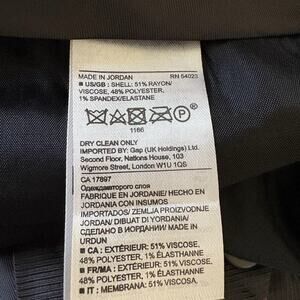 MADE IN JORDAN RN 54023
■ US/GB : SHELL: 51% RAYON/
VISCOSE, 48% POLYESTER,
1% SPANDEX/ELASTANE
P
1166
DRY CLEAN ONLY
IMPORTED BY: Gap (UK Holdings) Ltd.
Second Floor, Nations House, 103
Wigmore Street, London W1U 1QS
CA 17897
Одеждавторого слоя
FABRIQUE EN JORDANIE/ HECHO EN
JORDANIA CON INSUMOS
IMPORTADOS/ ZEMLJA PROIZVODA
JORDAN/ DIBUAT DI YORDANIA/
СДЕЛАНО В ИОРДАНИИ/ MADE IN
URDUN
■ CA : EXTÉRIEUR: 51% VISCOSE,
48% POLYESTER, 1% ÉLASTHANNE
■ FR/MA : EXTÉRIEUR: 51% VISCOSE,
48% POLYESTER, 1% ÉLASTHANNE
■ IT : MEMBRANA: 51% VISCOSA,